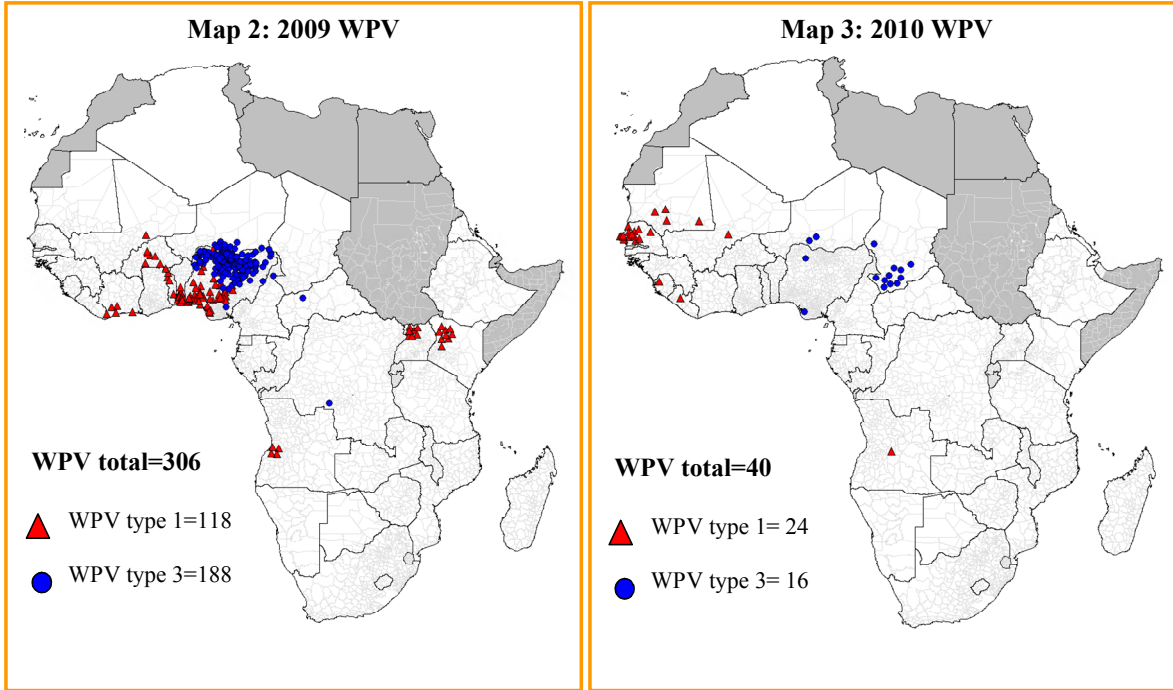 Map 2: 2009 WPV
WPV total=306
WPV type 1=118
WPV type 3=188
Map 3: 2010 WPV
WPV total=40
WPV type 1= 24
WPV type 3= 16